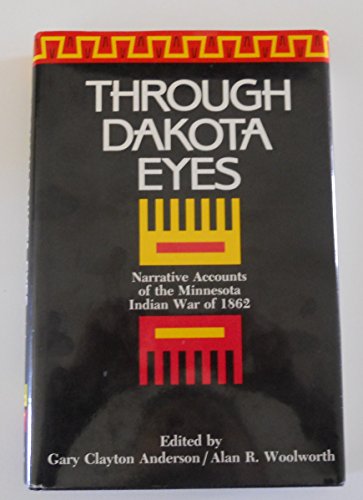 THROUGH
DAKOTA
EYES
Narrative Accounts
of the Minnesota
Indian War of 1862
Edited by
Gary Clayton Anderson/Alan R. Woolworth